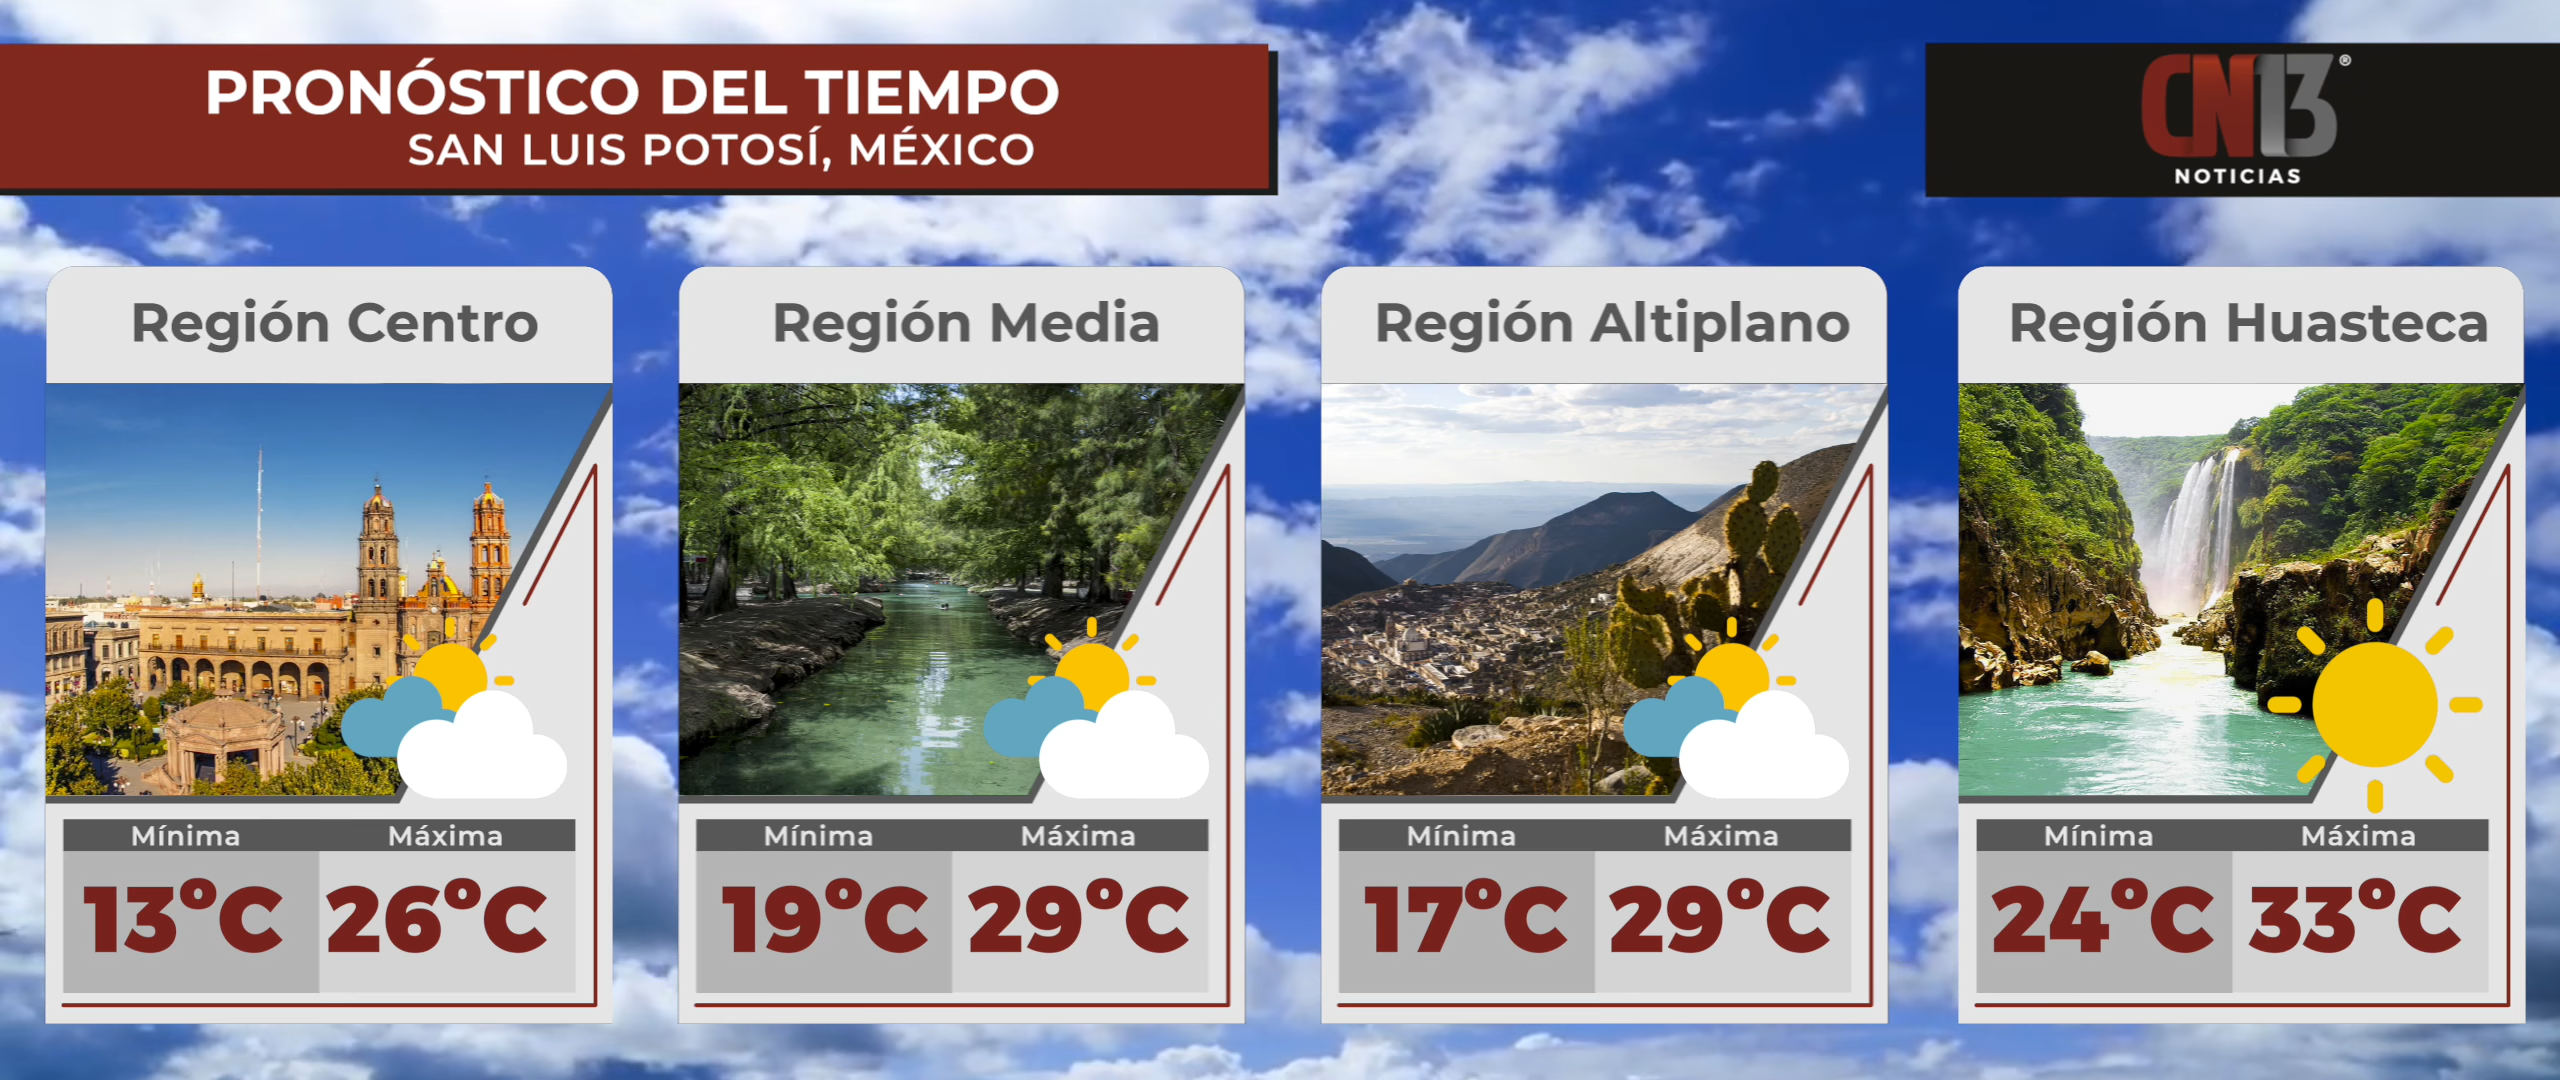 PRONÓSTICO DEL TIEMPO
SAN LUIS POTOSÍ, MÉXICO
CN13®
NOTICIAS
Región Centro
Mínima Máxima
13°C 26°C
Región Media
Mínima Máxima
19°C 29°C
Región Altiplano
Mínima Máxima
17°C 29°C
Región Huasteca
Mínima Máxima
24°C 33°C